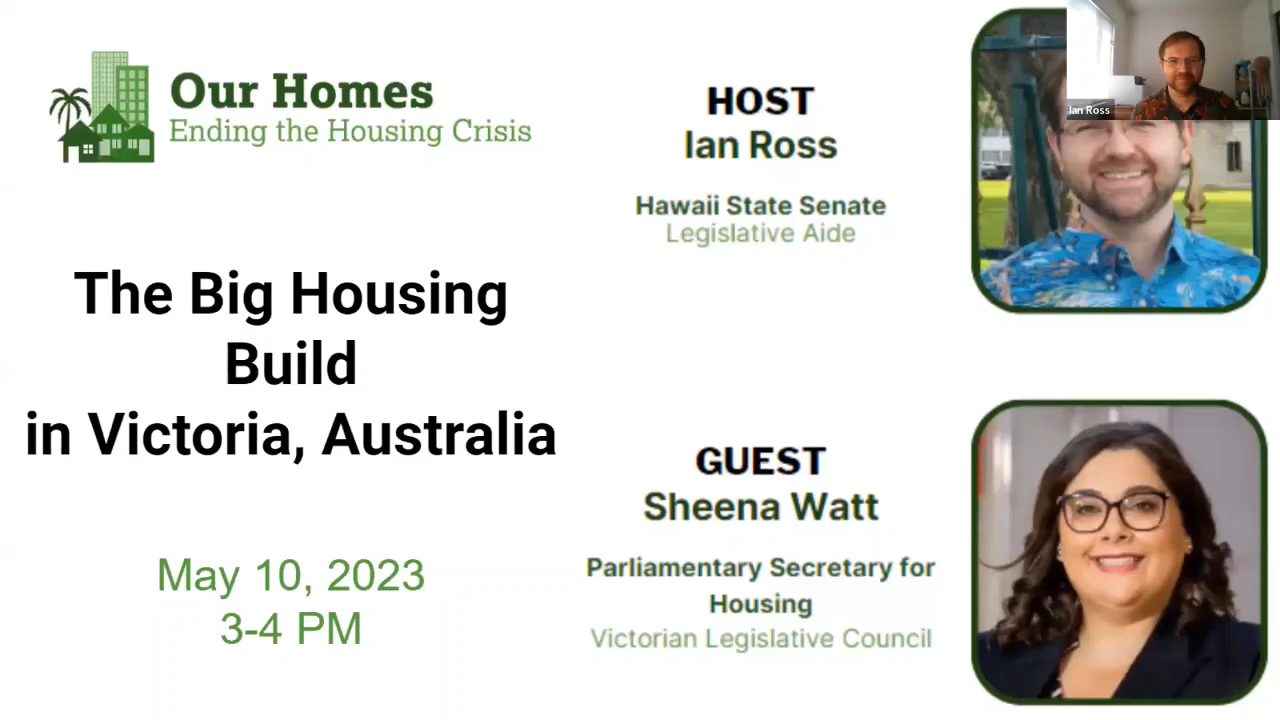 Our Homes
Ending the Housing Crisis
The Big Housing
Build
in Victoria, Australia
May 10, 2023
3-4 PM
HOST
Ian Ross
Hawaii State Senate
Legislative Aide
GUEST
Sheena Watt
Parliamentary Secretary for
Housing
Victorian Legislative Council
Ian Ross